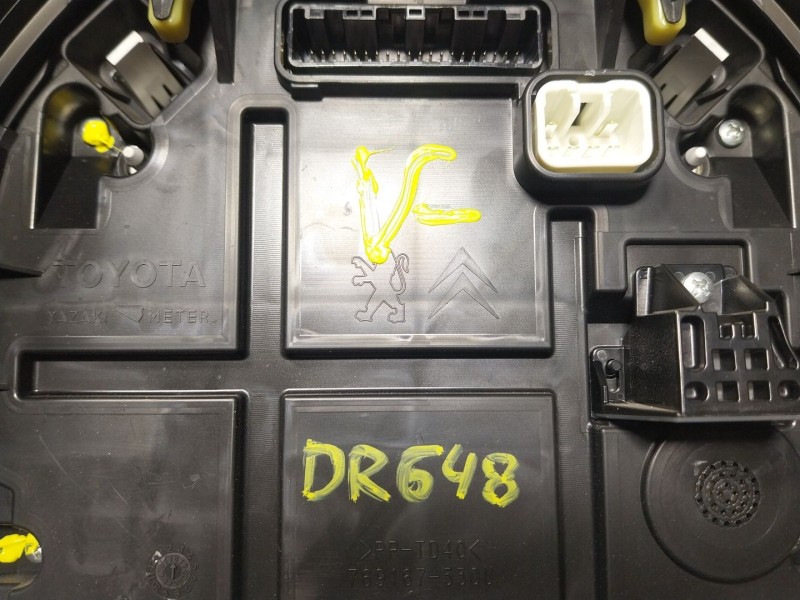 V-
TOYOTA
YAZAKI METER
DR648
>PP-TD40<